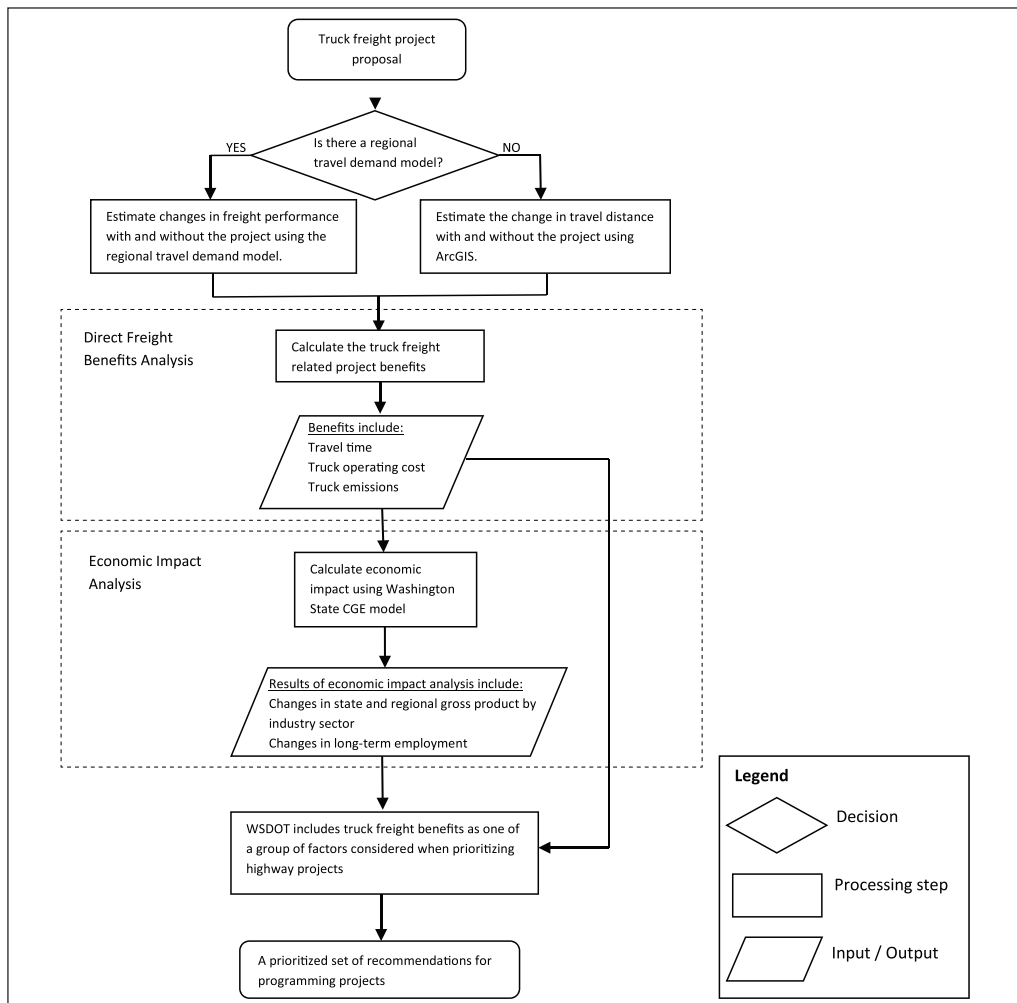 Truck freight project
proposal
Is there a regional
travel demand model?
YES
NO
Estimate changes in freight performance
with and without the project using the
regional travel demand model.
Estimate the change in travel distance
with and without the project using
ArcGIS.
Direct Freight
Benefits Analysis
Calculate the truck freight
related project benefits
Benefits include:
Travel time
Truck operating cost
Truck emissions
Economic Impact
Analysis
Calculate economic
impact using Washington
State CGE model
Results of economic impact analysis include:
Changes in state and regional gross product by
industry sector
Changes in long-term employment
WSDOT includes truck freight benefits as one of
a group of factors considered when prioritizing
highway projects
A prioritized set of recommendations for
programming projects
Legend
Decision
Processing step
Input / Output